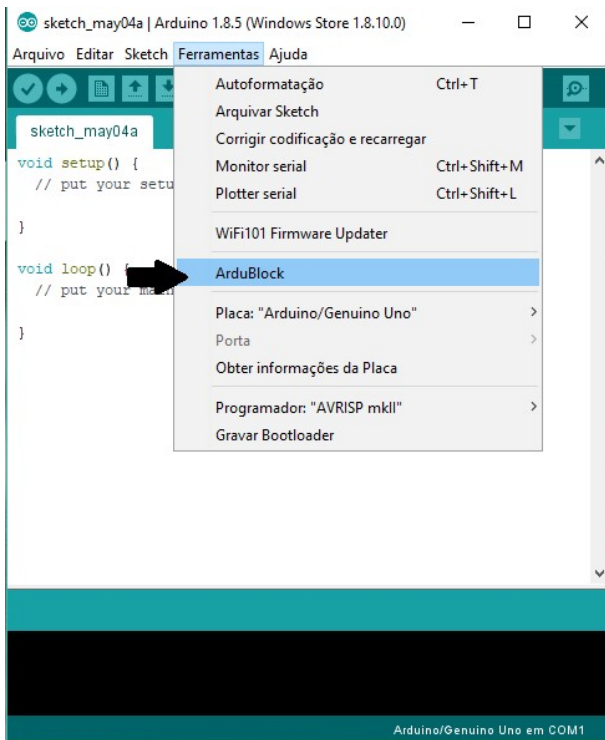 sketch_may04a | Arduino 1.8.5 (Windows Store 1.8.10.0)
Arquivo Editar Sketch Ferramentas Ajuda
sketch_may04a
void setup() {
// put your setu
}
void loop() {
// put your main
}
Autoformatação Ctrl+T
Arquivar Sketch
Corrigir codificação e recarregar
Monitor serial Ctrl+Shift+M
Plotter serial Ctrl+Shift+L
WiFi101 Firmware Updater
ArduBlock
Placa: "Arduino/Genuino Uno"
Porta
Obter informações da Placa
Programador: "AVRISP mkII"
Gravar Bootloader
Arduino/Genuino Uno em COM1